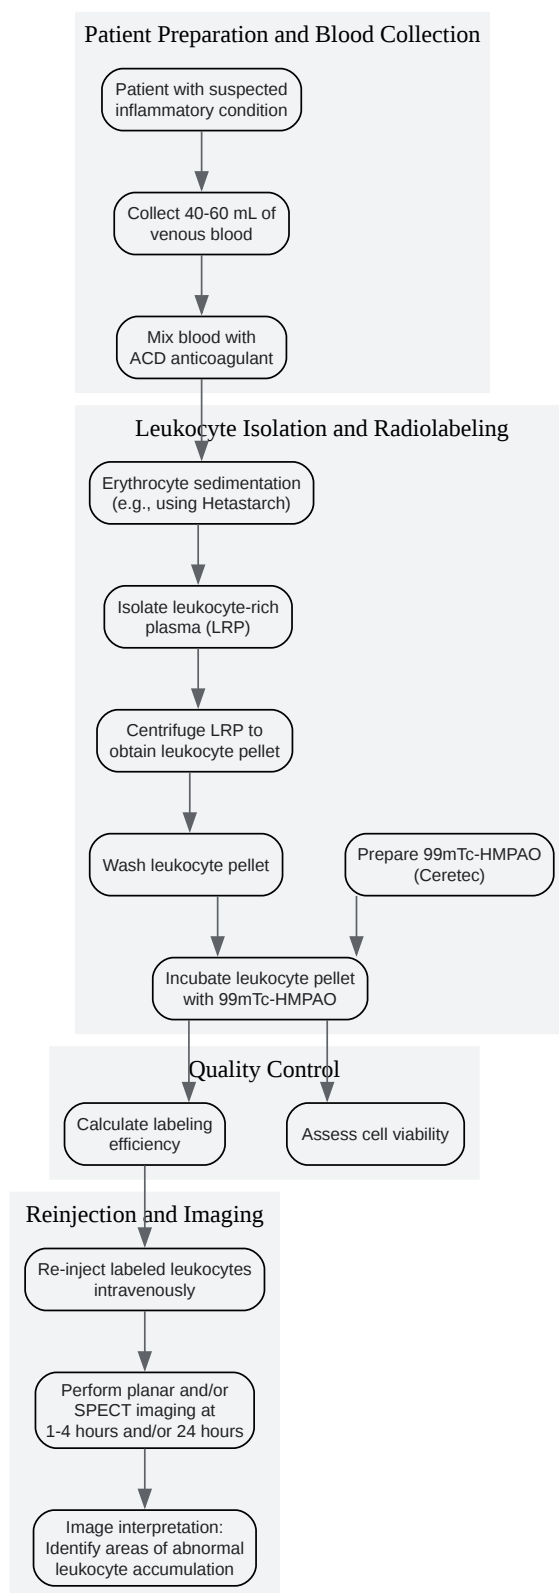 Patient Preparation and Blood Collection
Patient with suspected
inflammatory condition
Collect 40-60 mL of
venous blood
Mix blood with
ACD anticoagulant
Leukocyte Isolation and Radiolabeling
Erythrocyte sedimentation
(e.g., using Hetastarch)
Isolate leukocyte-rich
plasma (LRP)
Centrifuge LRP to
obtain leukocyte pellet
Wash leukocyte pellet
Prepare 99mTc-HMPAO
(Ceretec)
Incubate leukocyte pellet
with 99mTc-HMPAO
Quality Control
Calculate labeling
efficiency
Assess cell viability
Reinjection and Imaging
Re-inject labeled leukocytes
intravenously
Perform planar and/or
SPECT imaging at
1-4 hours and/or 24 hours
Image interpretation:
Identify areas of abnormal
leukocyte accumulation